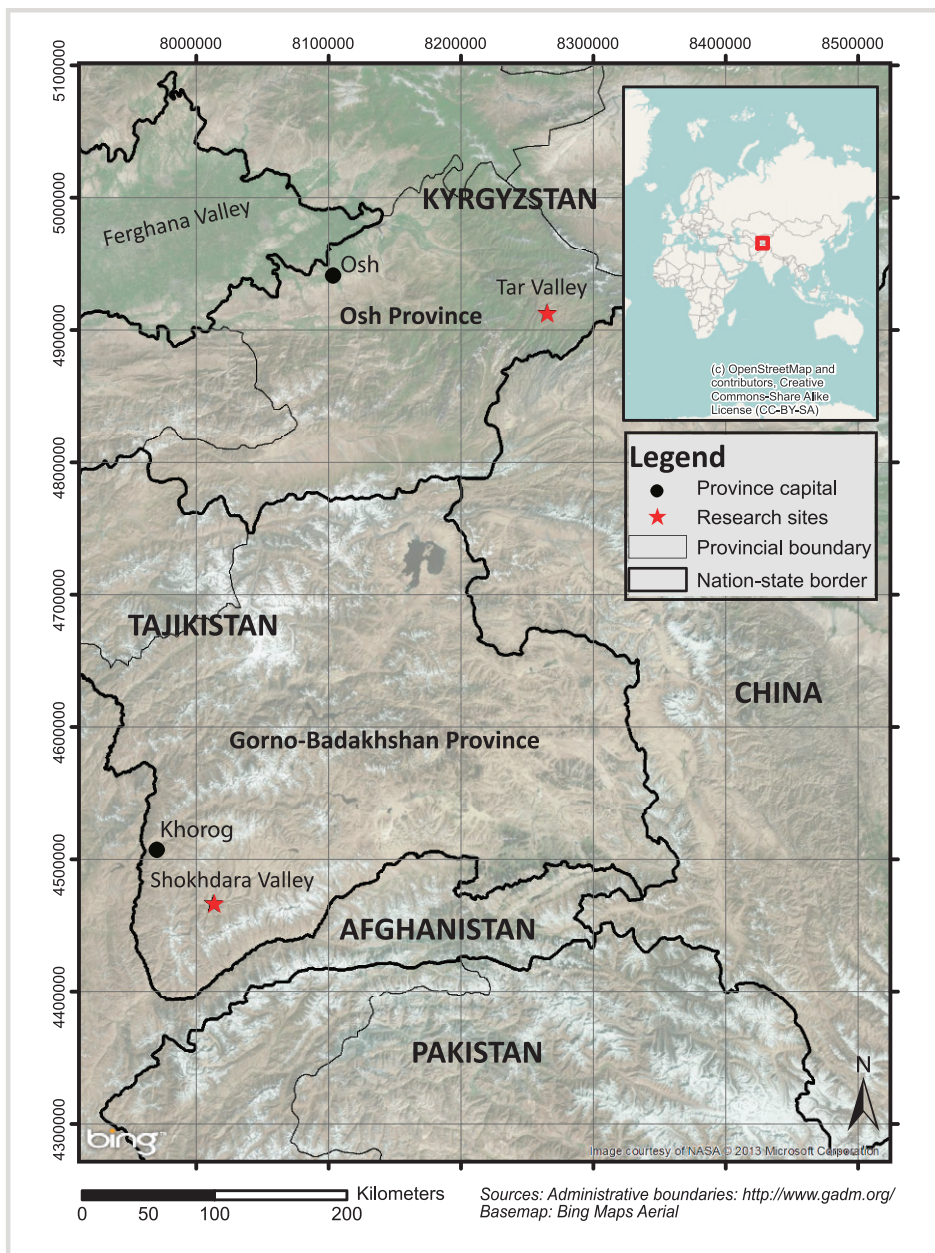 8000000 8100000 8200000 8300000 8400000 8500000
5100000
5000000
4900000
4800000
4700000
4600000
4500000
4400000
4300000
KYRGYZSTAN
Ferghana Valley
Osh
Tar Valley
Osh Province
(c) OpenStreetMap and
contributors, Creative
Commons-Share Alike
License (CC-BY-SA)
Legend
Province capital
Research sites
Provincial boundary
Nation-state border
TAJIKISTAN
CHINA
Gorno-Badakhshan Province
Khorog
Shokhdara Valley
AFGHANISTAN
PAKISTAN
N
bing™
Image courtesy of NASA © 2013 Microsoft Corporation
Kilometers
0 50 100 200
Sources: Administrative boundaries: http://www.gadm.org/
Basemap: Bing Maps Aerial